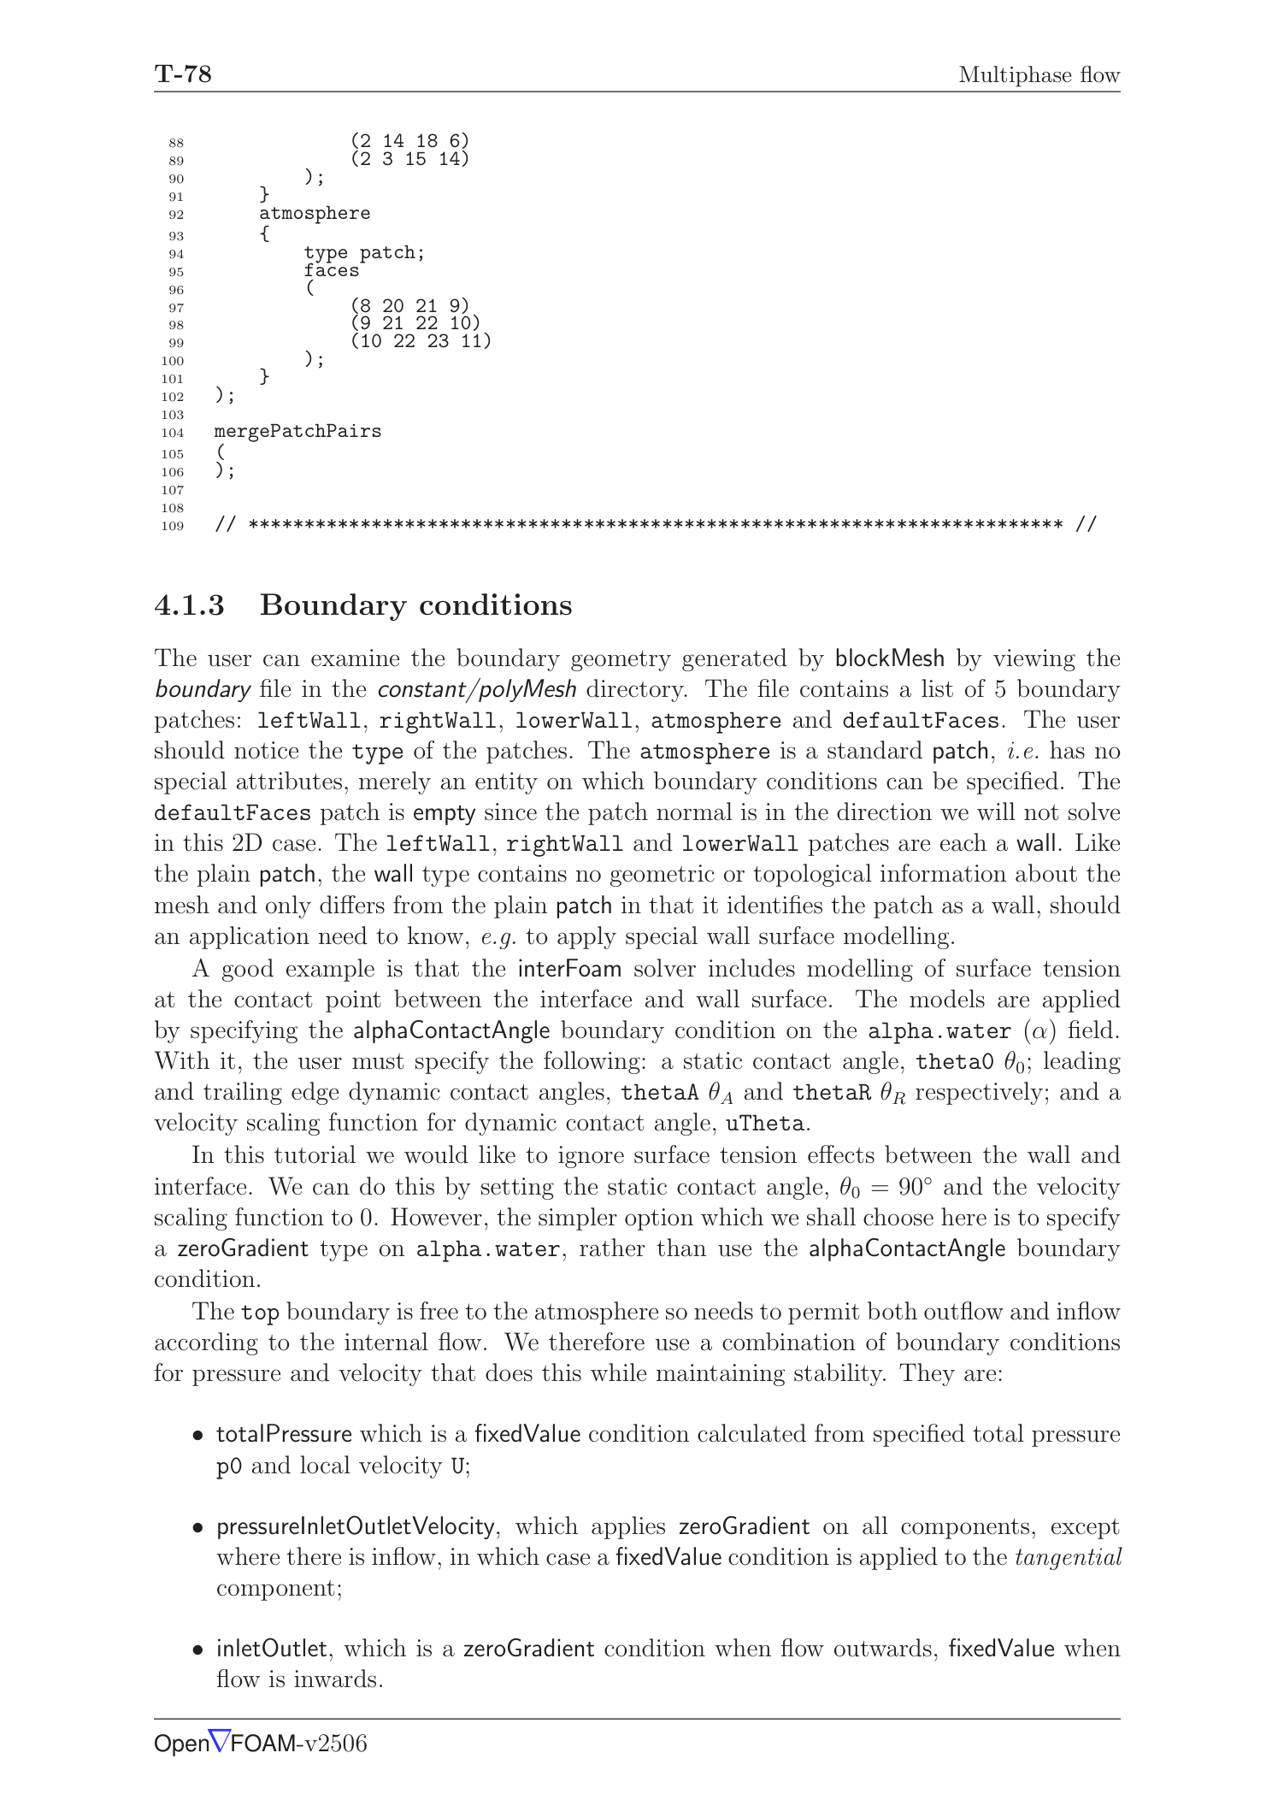 T-78 Multiphase flow
88 (2 14 18 6)
89 (2 3 15 14)
90 );
91 }
92 atmosphere
93 {
94 type patch;
95 faces
96 (
97 (8 20 21 9)
98 (9 21 22 10)
99 (10 22 23 11)
100 );
101 }
102 );
103
104 mergePatchPairs
105 (
106 );
107
108
109 // ************************************************************************* //
4.1.3 Boundary conditions
The user can examine the boundary geometry generated by blockMesh by viewing the
boundary file in the constant/polyMesh directory. The file contains a list of 5 boundary
patches: leftWall, rightWall, lowerWall, atmosphere and defaultFaces. The user
should notice the type of the patches. The atmosphere is a standard patch, i.e. has no
special attributes, merely an entity on which boundary conditions can be specified. The
defaultFaces patch is empty since the patch normal is in the direction we will not solve
in this 2D case. The leftWall, rightWall and lowerWall patches are each a wall. Like
the plain patch, the wall type contains no geometric or topological information about the
mesh and only differs from the plain patch in that it identifies the patch as a wall, should
an application need to know, e.g. to apply special wall surface modelling.
A good example is that the interFoam solver includes modelling of surface tension
at the contact point between the interface and wall surface. The models are applied
by specifying the alphaContactAngle boundary condition on the alpha.water (α) field.
With it, the user must specify the following: a static contact angle, theta0 θ₀; leading
and trailing edge dynamic contact angles, thetaA θ_A and thetaR θ_R respectively; and a
velocity scaling function for dynamic contact angle, uTheta.
In this tutorial we would like to ignore surface tension effects between the wall and
interface. We can do this by setting the static contact angle, θ₀ = 90° and the velocity
scaling function to 0. However, the simpler option which we shall choose here is to specify
a zeroGradient type on alpha.water, rather than use the alphaContactAngle boundary
condition.
The top boundary is free to the atmosphere so needs to permit both outflow and inflow
according to the internal flow. We therefore use a combination of boundary conditions
for pressure and velocity that does this while maintaining stability. They are:
• totalPressure which is a fixedValue condition calculated from specified total pressure
p0 and local velocity U;
• pressureInletOutletVelocity, which applies zeroGradient on all components, except
where there is inflow, in which case a fixedValue condition is applied to the tangential
component;
• inletOutlet, which is a zeroGradient condition when flow outwards, fixedValue when
flow is inwards.
Open∇FOAM-v2506